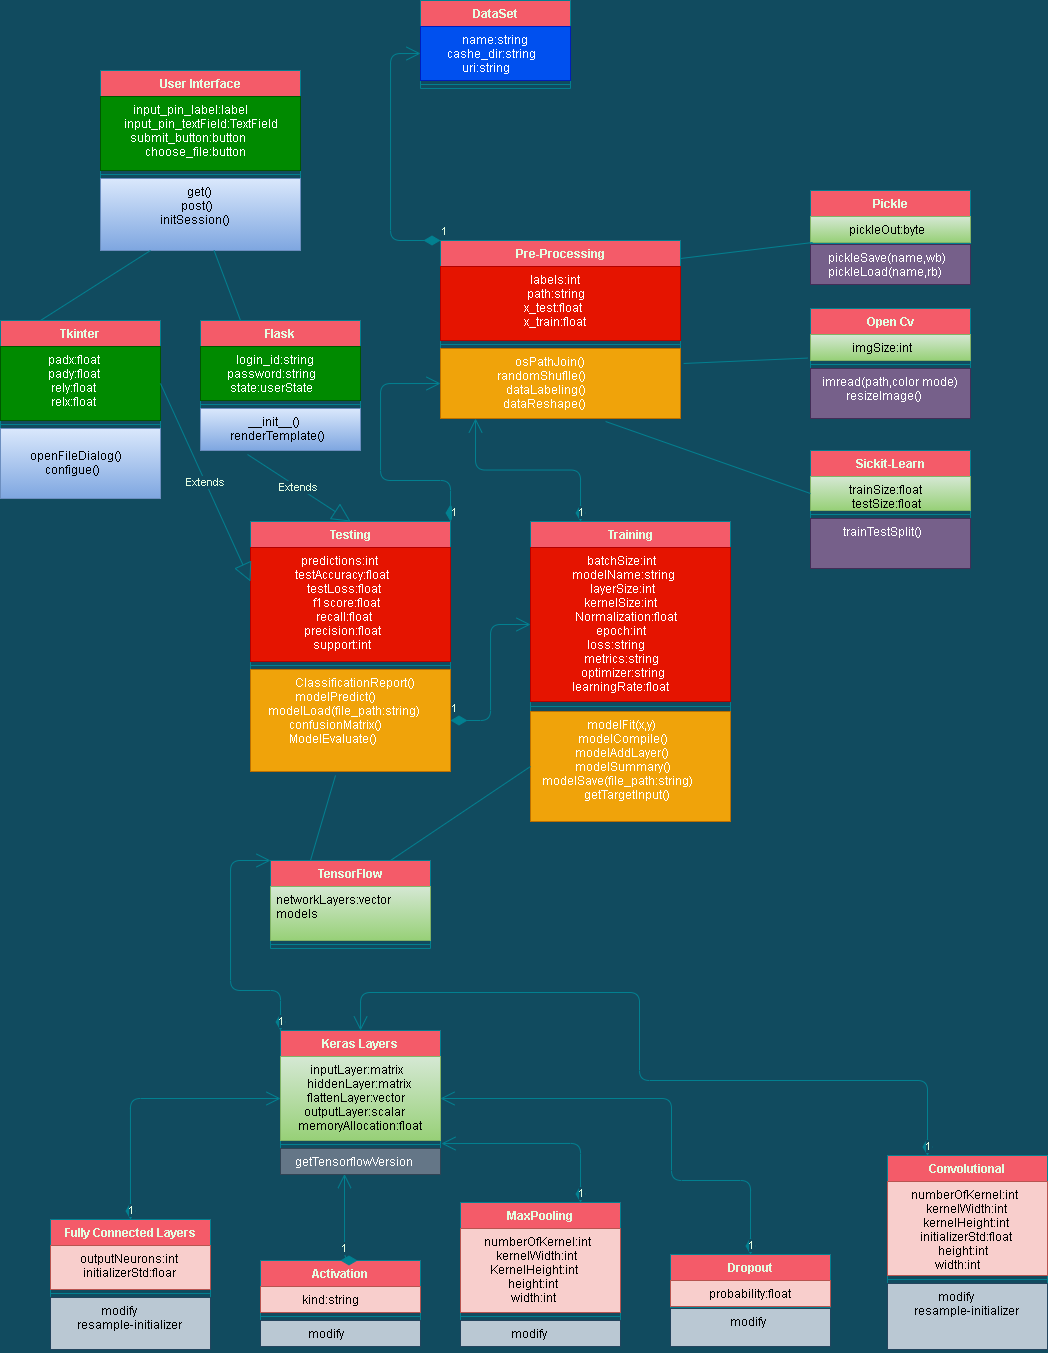 DataSet
name:string
cashe_dir:string
uri:string
User Interface
input_pin_label:label
input_pin_textField:TextField
submit_button:button
choose_file:button
get()
post()
initSession()
1
Pre-Processing
labels:int
path:string
x_test:float
x_train:float
osPathJoin()
randomShuflle()
dataLabeling()
dataReshape()
Pickle
pickleOut:byte
pickleSave(name,wb)
pickleLoad(name,rb)
Open Cv
imgSize:int
imread(path,color mode)
resizeImage()
Sickit-Learn
trainSize:float
testSize:float
trainTestSplit()
Tkinter
padx:float
pady:float
rely:float
relx:float
openFileDialog()
configue()
Flask
login_id:string
password:string
state:userState
__init__()
renderTemplate()
Extends
Extends
1
1
Testing
predictions:int
testAccuracy:float
testLoss:float
f1score:float
recall:float
precision:float
support:int
ClassificationReport()
modelPredict()
modelLoad(file_path:string)
confusionMatrix()
ModelEvaluate()
1
Training
batchSize:int
modelName:string
layerSize:int
kernelSize:int
Normalization:float
epoch:int
loss:string
metrics:string
optimizer:string
learningRate:float
modelFit(x,y)
modelCompile()
modelAddLayer()
modelSummary()
modelSave(file_path:string)
getTargetInput()
TensorFlow
networkLayers:vector
models
1
Keras Layers
inputLayer:matrix
hiddenLayer:matrix
flattenLayer:vector
outputLayer:scalar
memoryAllocation:float
getTensorflowVersion
1
Fully Connected Layers
outputNeurons:int
initializerStd:floar
modify
resample-initializer
1
Activation
kind:string
modify
1
MaxPooling
numberOfKernel:int
kernelWidth:int
KernelHeight:int
height:int
width:int
modify
1
Dropout
probability:float
modify
1
Convolutional
numberOfKernel:int
kernelWidth:int
kernelHeight:int
initializerStd:float
height:int
width:int
modify
resample-initializer